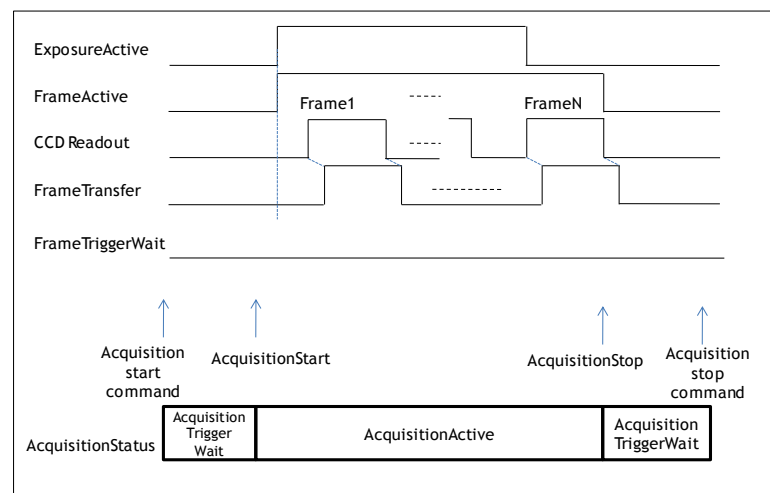 ExposureActive
FrameActive
Frame1
FrameN
CCD Readout
FrameTransfer
FrameTriggerWait
Acquisition
start
command
AcquisitionStart
AcquisitionStop
Acquisition
stop
command
AcquisitionStatus
Acquisition
Trigger
Wait
AcquisitionActive
Acquisition
TriggerWait